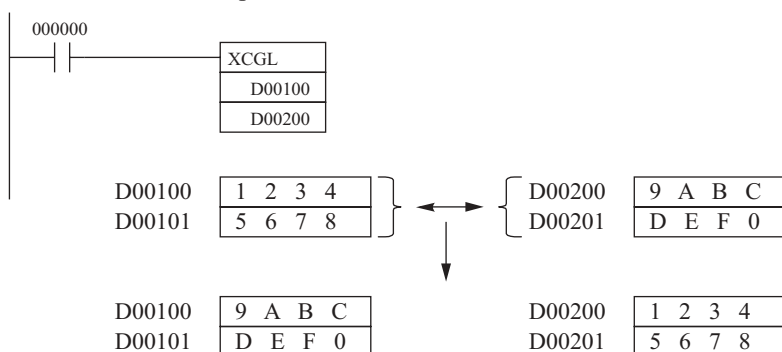 000000
XCGL
D00100
D00200
D00100 1 2 3 4 D00200 9 A B C
D00101 5 6 7 8 D00201 D E F 0
D00100 9 A B C D00200 1 2 3 4
D00101 D E F 0 D00201 5 6 7 8